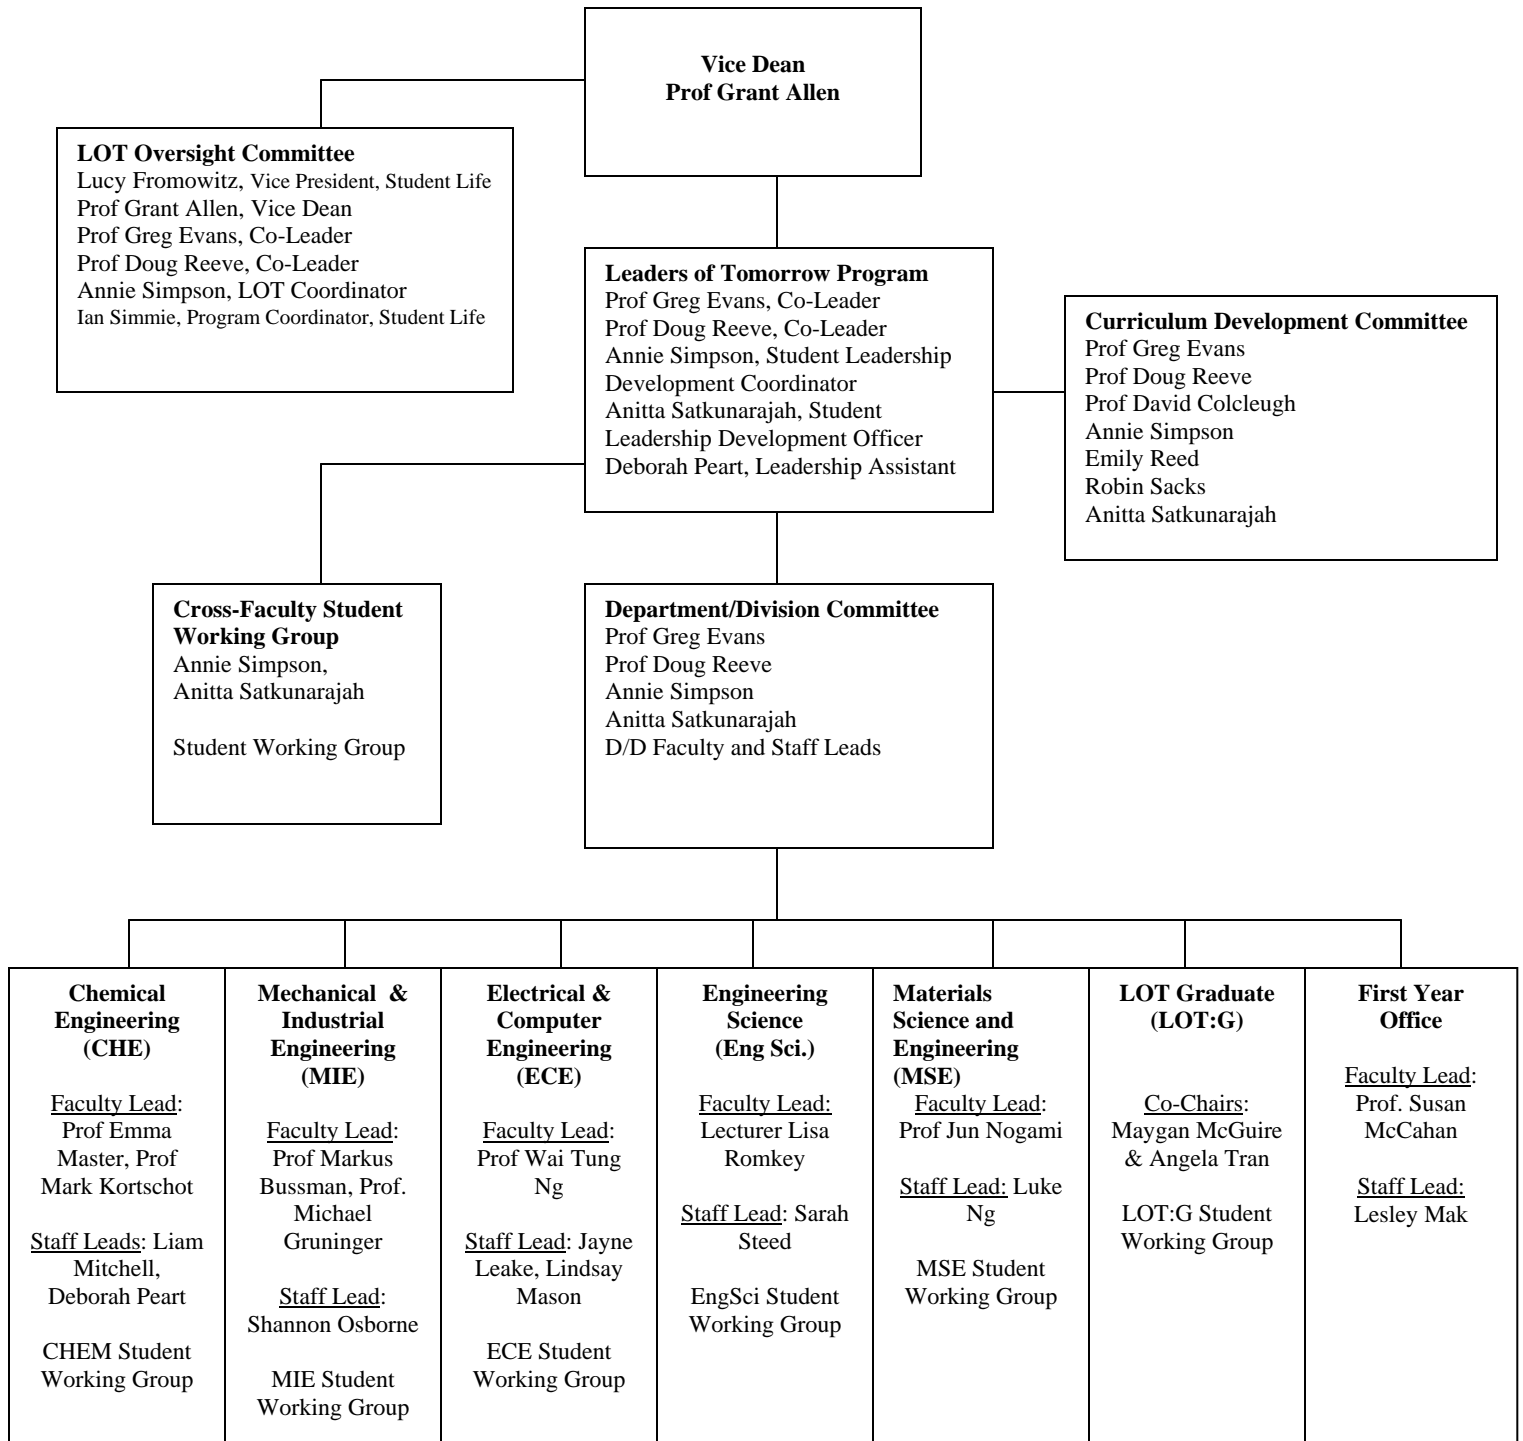 Vice Dean
Prof Grant Allen
LOT Oversight Committee
Lucy Fromowitz, Vice President, Student Life
Prof Grant Allen, Vice Dean
Prof Greg Evans, Co-Leader
Prof Doug Reeve, Co-Leader
Annie Simpson, LOT Coordinator
Ian Simmie, Program Coordinator, Student Life
Leaders of Tomorrow Program
Prof Greg Evans, Co-Leader
Prof Doug Reeve, Co-Leader
Annie Simpson, Student Leadership
Development Coordinator
Anitta Satkunarajah, Student
Leadership Development Officer
Deborah Peart, Leadership Assistant
Curriculum Development Committee
Prof Greg Evans
Prof Doug Reeve
Prof David Colcleugh
Annie Simpson
Emily Reed
Robin Sacks
Anitta Satkunarajah
Cross-Faculty Student
Working Group
Annie Simpson,
Anitta Satkunarajah
Student Working Group
Department/Division Committee
Prof Greg Evans
Prof Doug Reeve
Annie Simpson
Anitta Satkunarajah
D/D Faculty and Staff Leads
Chemical
Engineering
(CHE)
Faculty Lead:
Prof Emma
Master, Prof
Mark Kortschot
Staff Leads: Liam
Mitchell,
Deborah Peart
CHEM Student
Working Group
Mechanical &
Industrial
Engineering
(MIE)
Faculty Lead:
Prof Markus
Bussman, Prof.
Michael
Gruninger
Staff Lead:
Shannon Osborne
MIE Student
Working Group
Electrical &
Computer
Engineering
(ECE)
Faculty Lead:
Prof Wai Tung
Ng
Staff Lead: Jayne
Leake, Lindsay
Mason
ECE Student
Working Group
Engineering
Science
(Eng Sci.)
Faculty Lead:
Lecturer Lisa
Romkey
Staff Lead: Sarah
Steed
EngSci Student
Working Group
Materials
Science and
Engineering
(MSE)
Faculty Lead:
Prof Jun Nogami
Staff Lead: Luke
Ng
MSE Student
Working Group
LOT Graduate
(LOT:G)
Co-Chairs:
Maygan McGuire
& Angela Tran
LOT:G Student
Working Group
First Year
Office
Faculty Lead:
Prof. Susan
McCahan
Staff Lead:
Lesley Mak